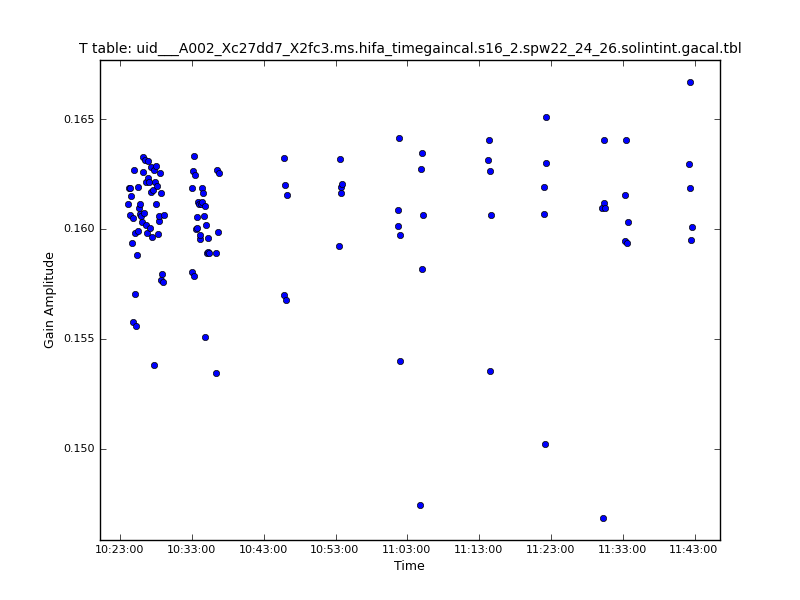 T table: uid___A002_Xc27dd7_X2fc3.ms.hifa_timegaincal.s16_2.spw22_24_26.solintint.gacal.tbl
0.165
0.160
0.155
0.150
Gain Amplitude
10:23:00 10:33:00 10:43:00 10:53:00 11:03:00 11:13:00 11:23:00 11:33:00 11:43:00
Time